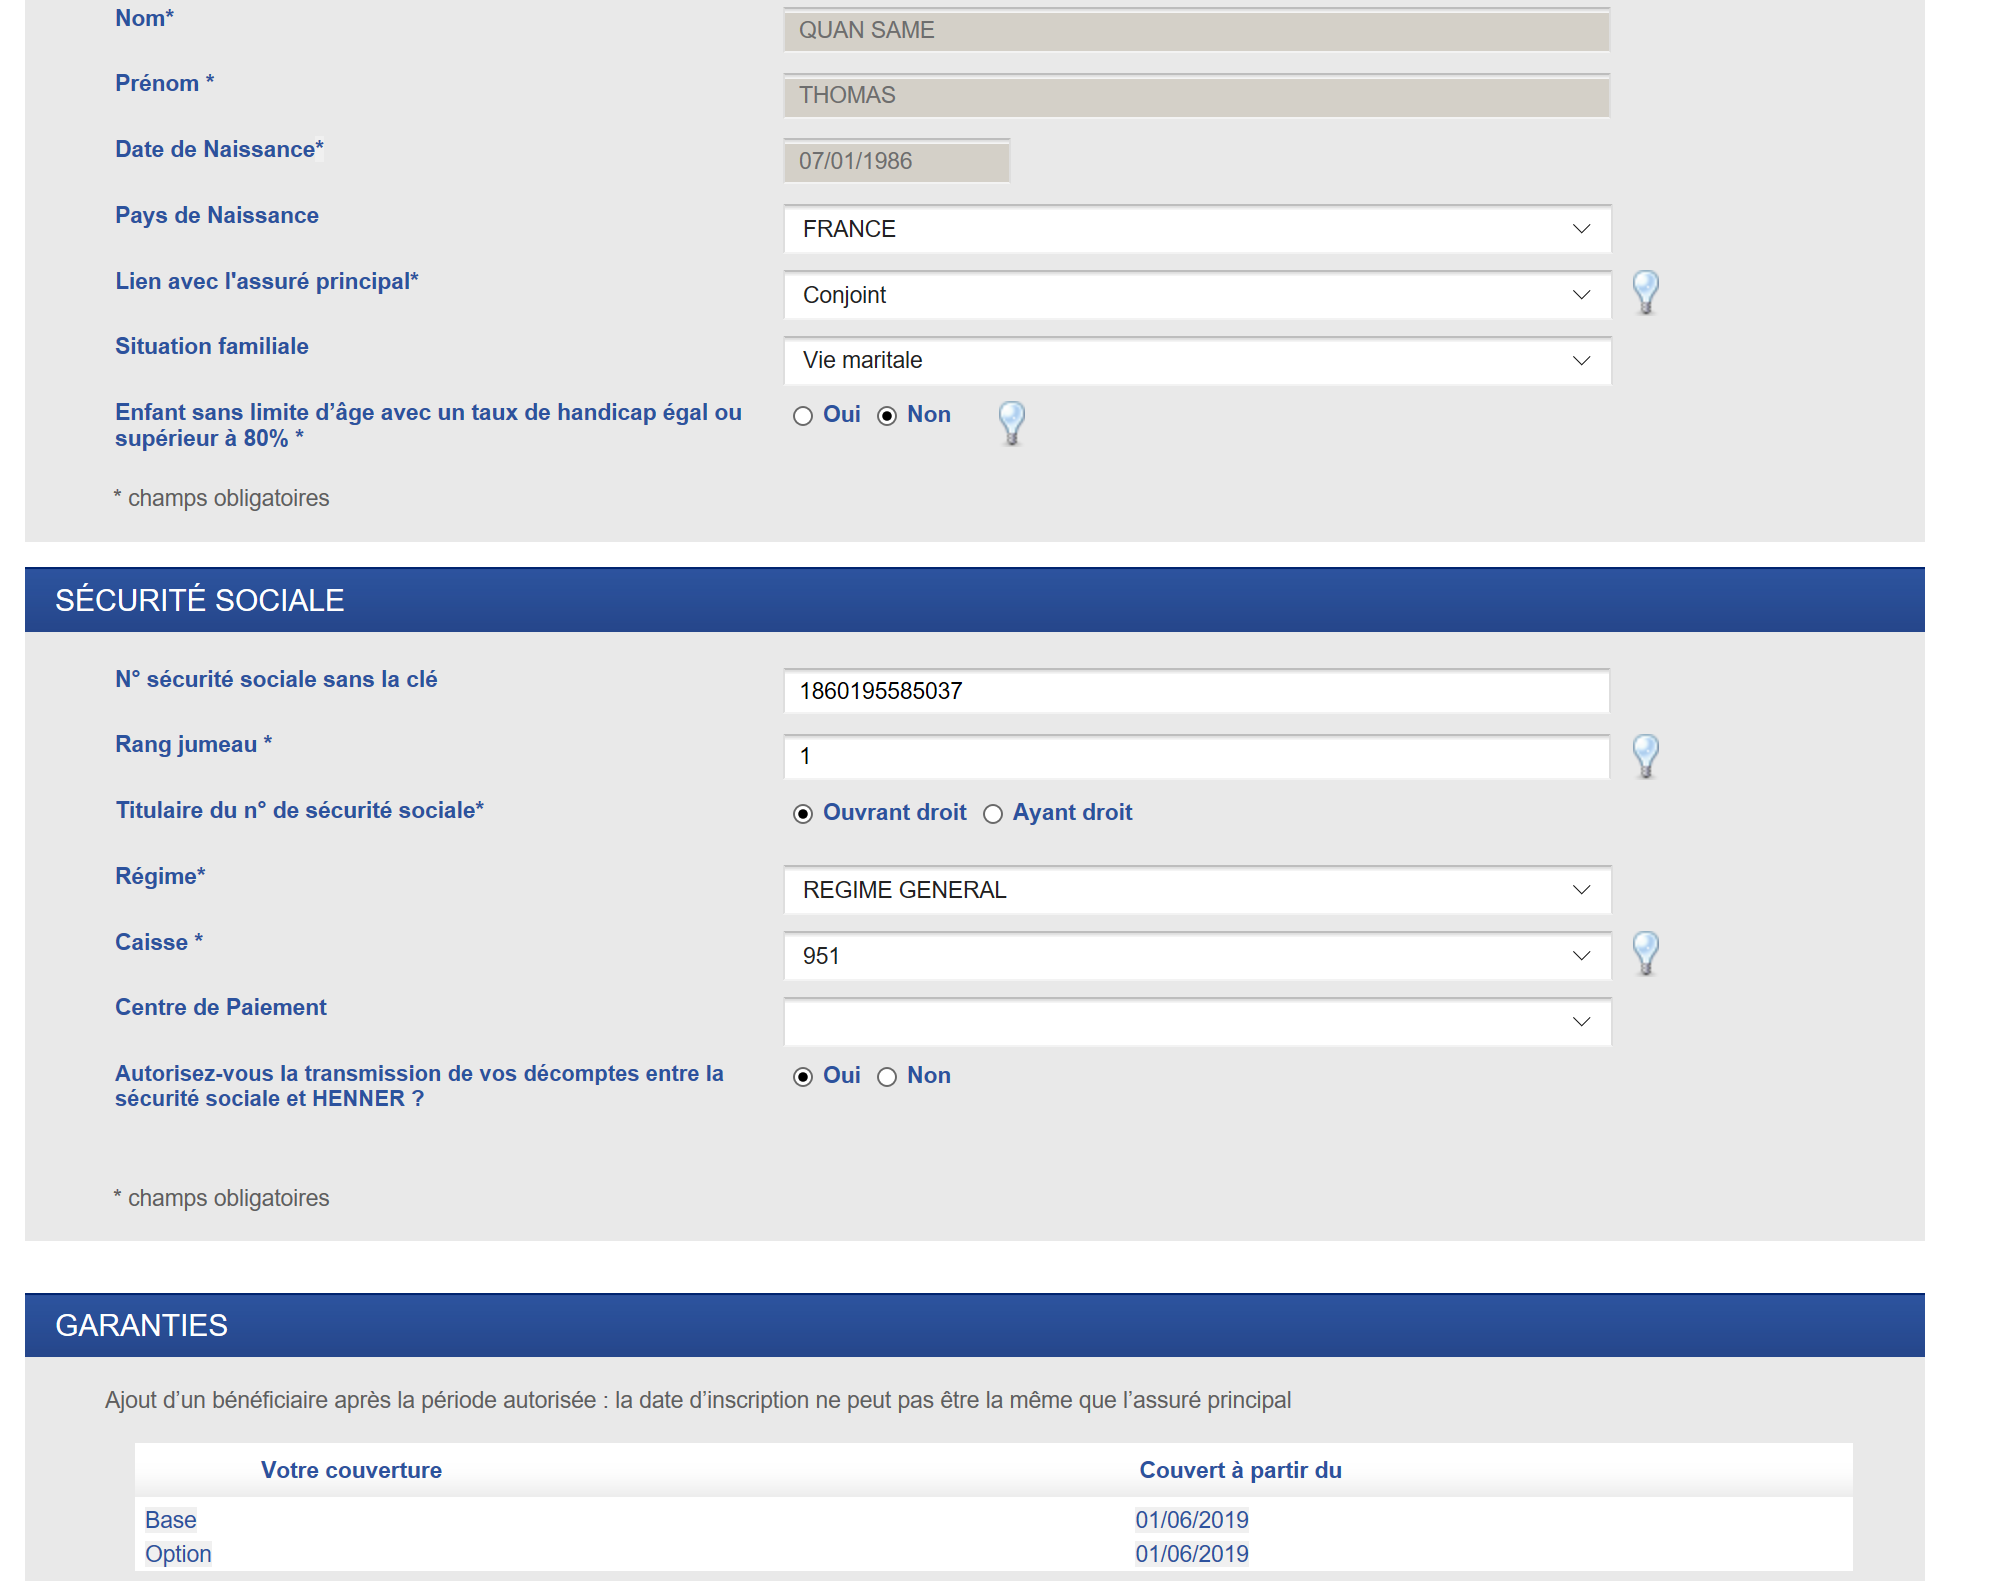 Nom*
QUAN SAME
Prénom *
THOMAS
Date de Naissance*
07/01/1986
Pays de Naissance
FRANCE
Lien avec l'assuré principal*
Conjoint
Situation familiale
Vie maritale
Enfant sans limite d’âge avec un taux de handicap égal ou
supérieur à 80% *
Oui Non
* champs obligatoires
SÉCURITÉ SOCIALE
N° sécurité sociale sans la clé
1860195585037
Rang jumeau *
1
Titulaire du n° de sécurité sociale*
Ouvrant droit Ayant droit
Régime*
REGIME GENERAL
Caisse *
951
Centre de Paiement
Autorisez-vous la transmission de vos décomptes entre la
sécurité sociale et HENNER ?
Oui Non
* champs obligatoires
GARANTIES
Ajout d’un bénéficiaire après la période autorisée : la date d’inscription ne peut pas être la même que l’assuré principal
Votre couverture Couvert à partir du
Base 01/06/2019
Option 01/06/2019